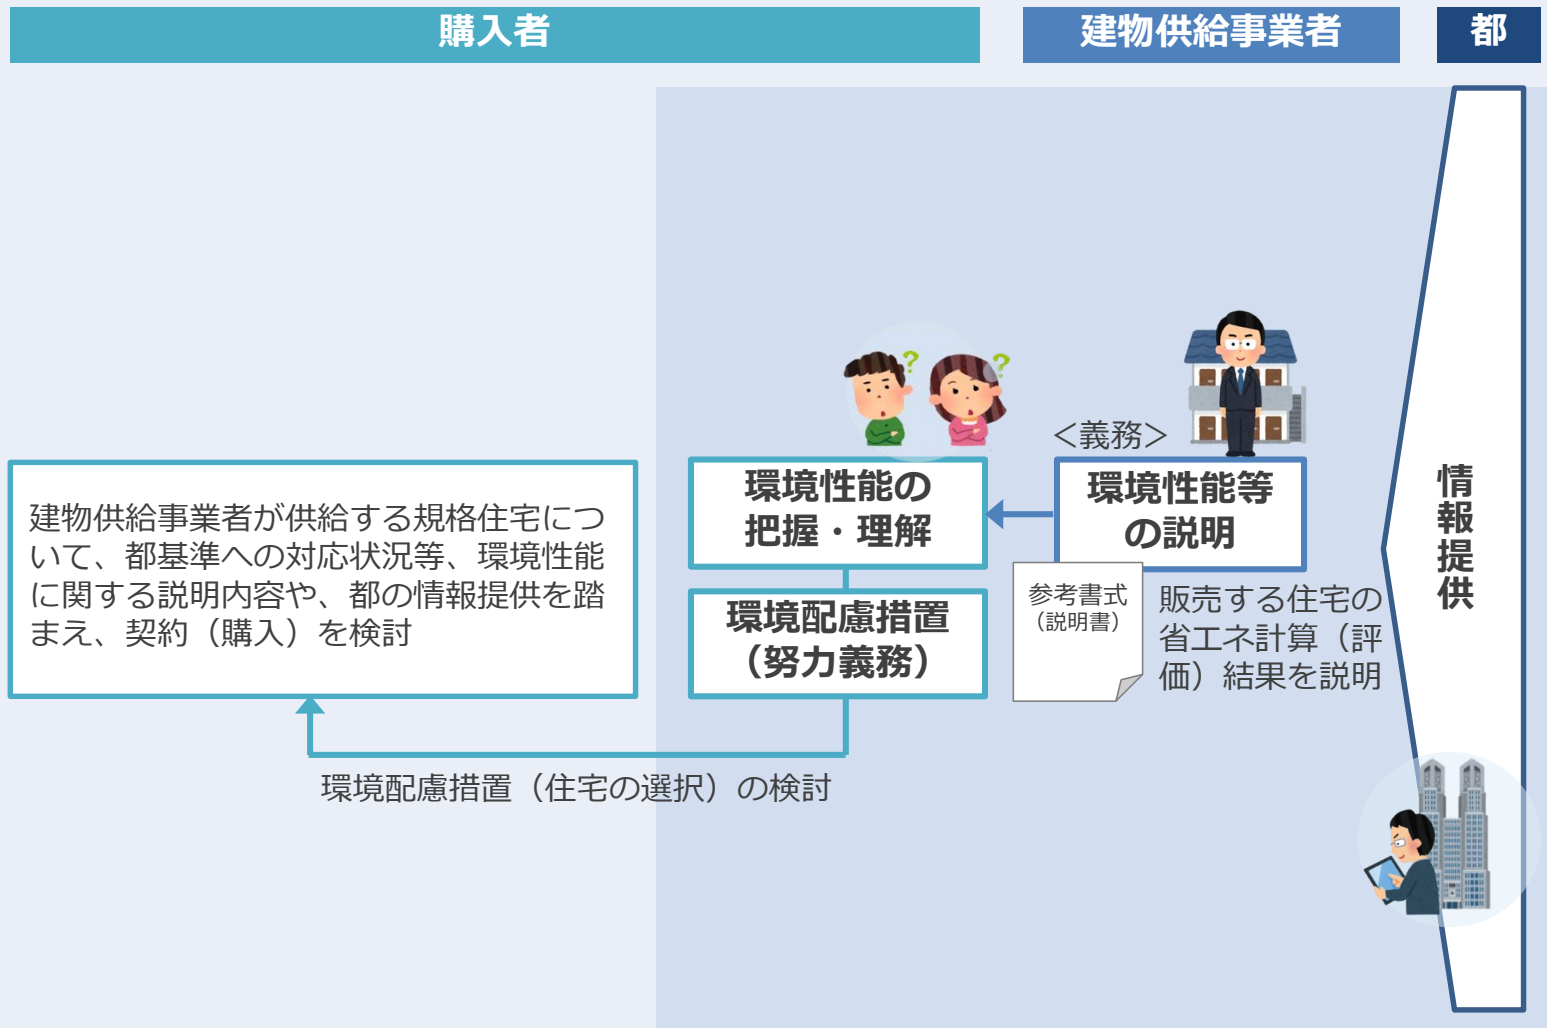 購入者
建物供給事業者
都
<義務>
環境性能等
の説明
参考書式
（説明書）
販売する住宅の
省エネ計算（評
価）結果を説明
環境性能の
把握・理解
環境配慮措置
（努力義務）
建物供給事業者が供給する規格住宅につ
いて、都基準への対応状況等、環境性能
に関する説明内容や、都の情報提供を踏
まえ、契約（購入）を検討
環境配慮措置（住宅の選択）の検討
情報提供